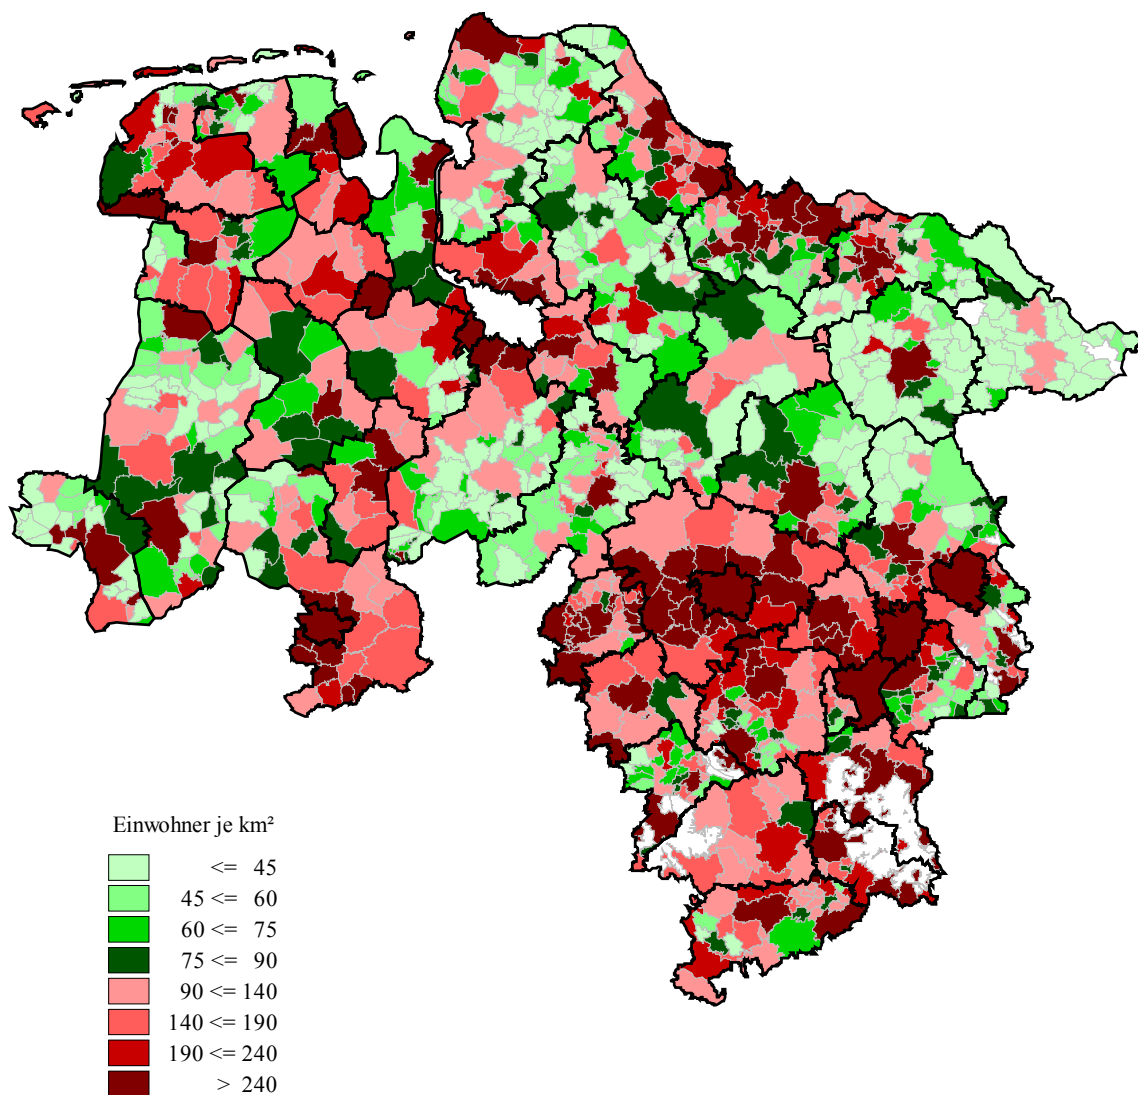 Einwohner je km²
<= 45
45 <= 60
60 <= 75
75 <= 90
90 <= 140
140 <= 190
190 <= 240
> 240